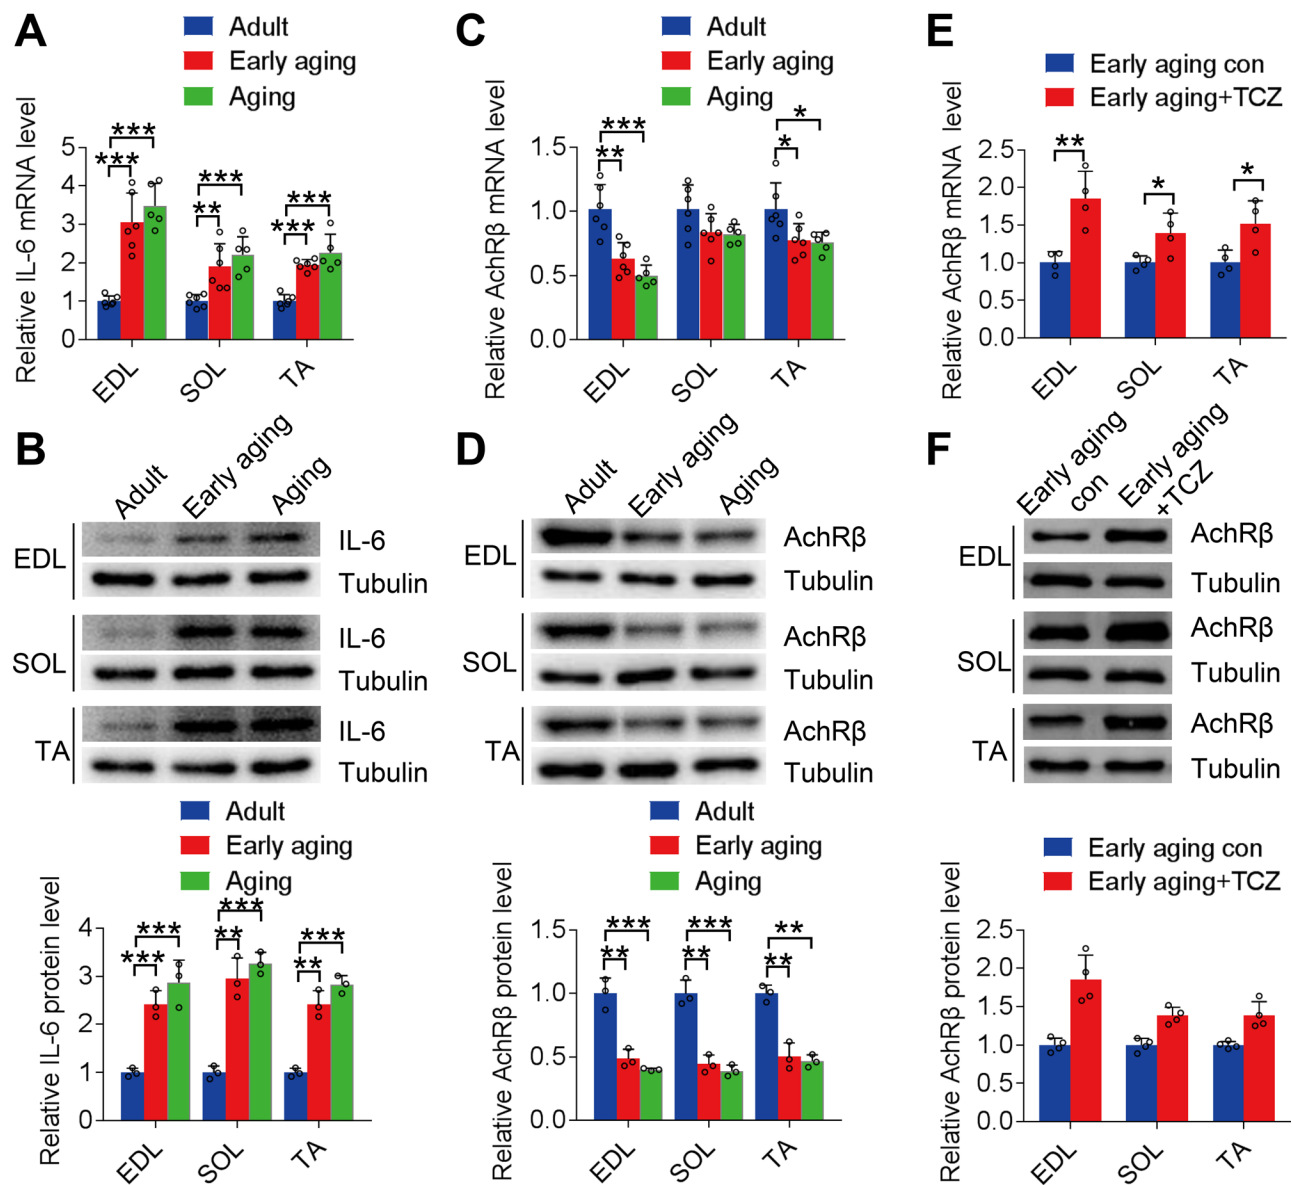 A
Adult
Early aging
Aging
Relative IL-6 mRNA level
5
4
3
2
1
0
***
***
**
***
***
***
EDL
SOL
TA
C
Adult
Early aging
Aging
Relative AchRβ mRNA level
1.5
1.0
0.5
0.0
**
***
*
*
EDL
SOL
TA
E
Early aging con
Early aging+TCZ
Relative AchRβ mRNA level
2.5
2.0
1.5
1.0
0.5
0.0
**
*
*
EDL
SOL
TA
B
Adult
Early aging
Aging
EDL
IL-6
Tubulin
SOL
IL-6
Tubulin
TA
IL-6
Tubulin
Adult
Early aging
Aging
Relative IL-6 protein level
4
3
2
1
0
***
***
**
***
**
***
EDL
SOL
TA
D
Adult
Early aging
Aging
EDL
AchRβ
Tubulin
SOL
AchRβ
Tubulin
TA
AchRβ
Tubulin
Adult
Early aging
Aging
Relative AchRβ protein level
1.5
1.0
0.5
0.0
**
***
**
***
**
**
EDL
SOL
TA
F
Early aging
con
Early aging
+TCZ
EDL
AchRβ
Tubulin
SOL
AchRβ
Tubulin
TA
AchRβ
Tubulin
Early aging con
Early aging+TCZ
Relative AchRβ protein level
2.5
2.0
1.5
1.0
0.5
0.0
EDL
SOL
TA